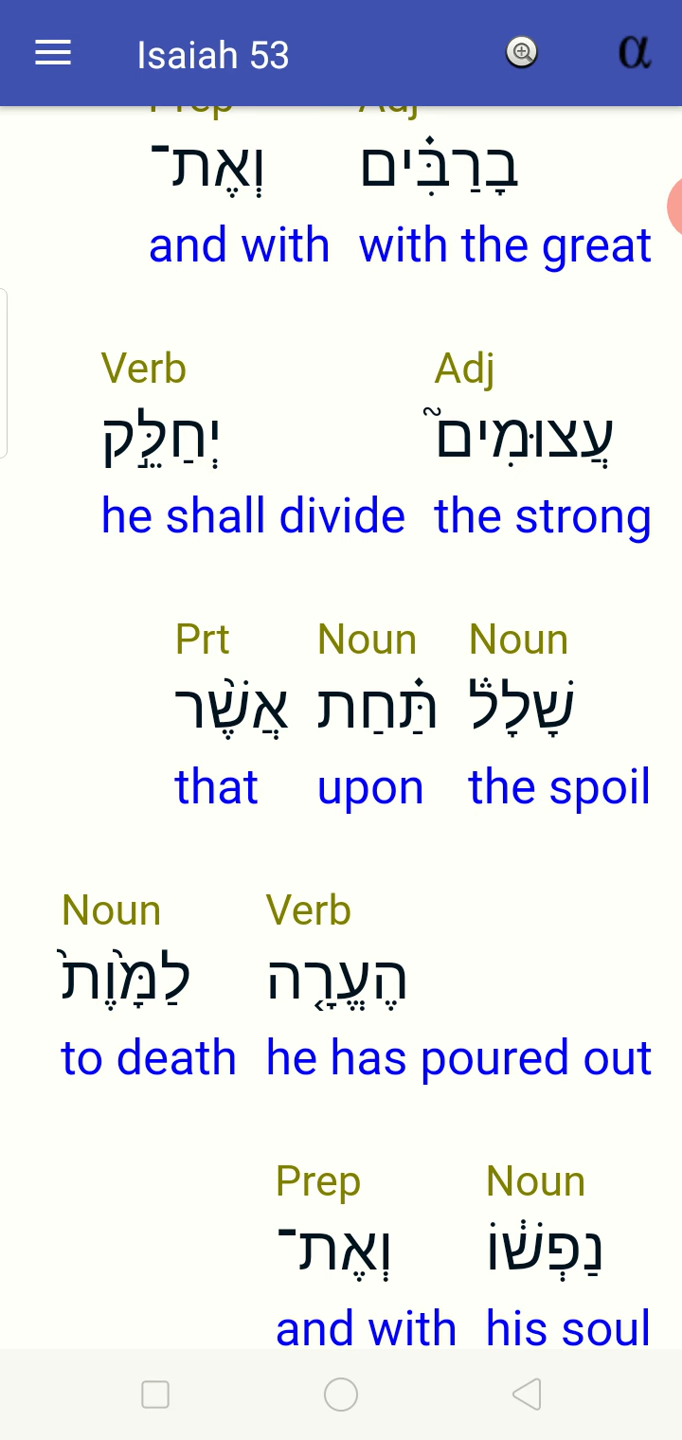 Isaiah 53 α
Prep Adj
בָרַבִּ֗ים וְאֶת־
and with with the great
Verb Adj
עֲצוּמִים֮ יְחַלֵּ֣ק
he shall divide the strong
Prt Noun Noun
שָׁלָל֒ תַּ֗חַת אֲשֶׁ֨ר
that upon the spoil
Noun Verb
הֶעֱרָ֤ה לַמָּ֙וֶת֙
to death he has poured out
Prep Noun
נַפְשׁ֔וֹ וְאֶת־
and with his soul